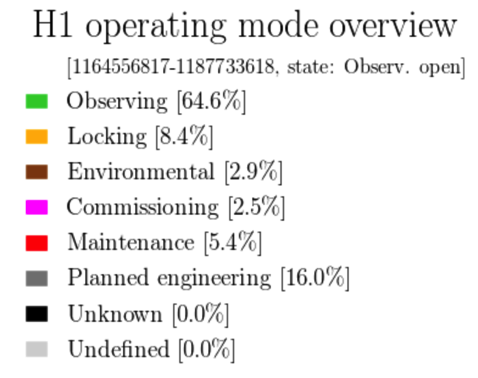 H1 operating mode overview
[1164556817-1187733618, state: Observ. open]
Observing [64.6%]
Locking [8.4%]
Environmental [2.9%]
Commissioning [2.5%]
Maintenance [5.4%]
Planned engineering [16.0%]
Unknown [0.0%]
Undefined [0.0%]